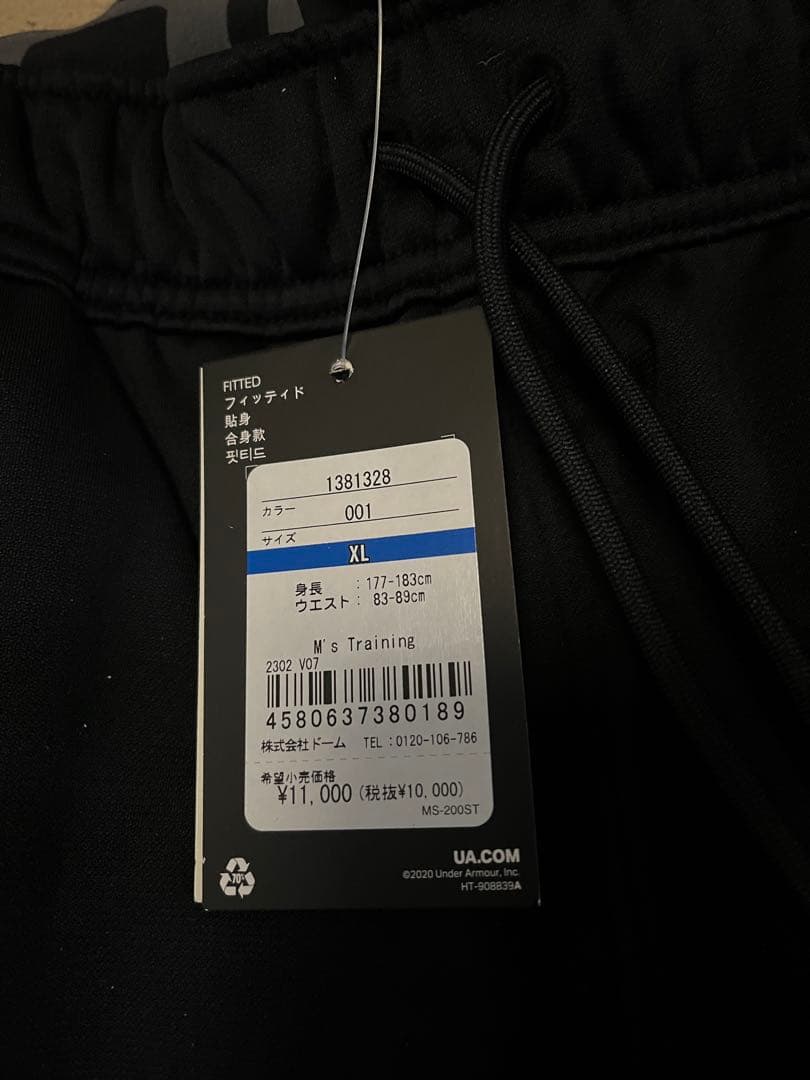 FITTED
フィッティド
貼身
合身款
핏티드
1381328
カラー 001
サイズ
XL
身長 : 177-183cm
ウエスト : 83-89cm
M's Training
2302 V07
4580637380189
株式会社ドーム TEL:0120-106-786
希望小売価格
¥11,000 (税抜¥10,000)
MS-200ST
70%
UA.COM
©2020 Under Armour, Inc.
HT-908839A